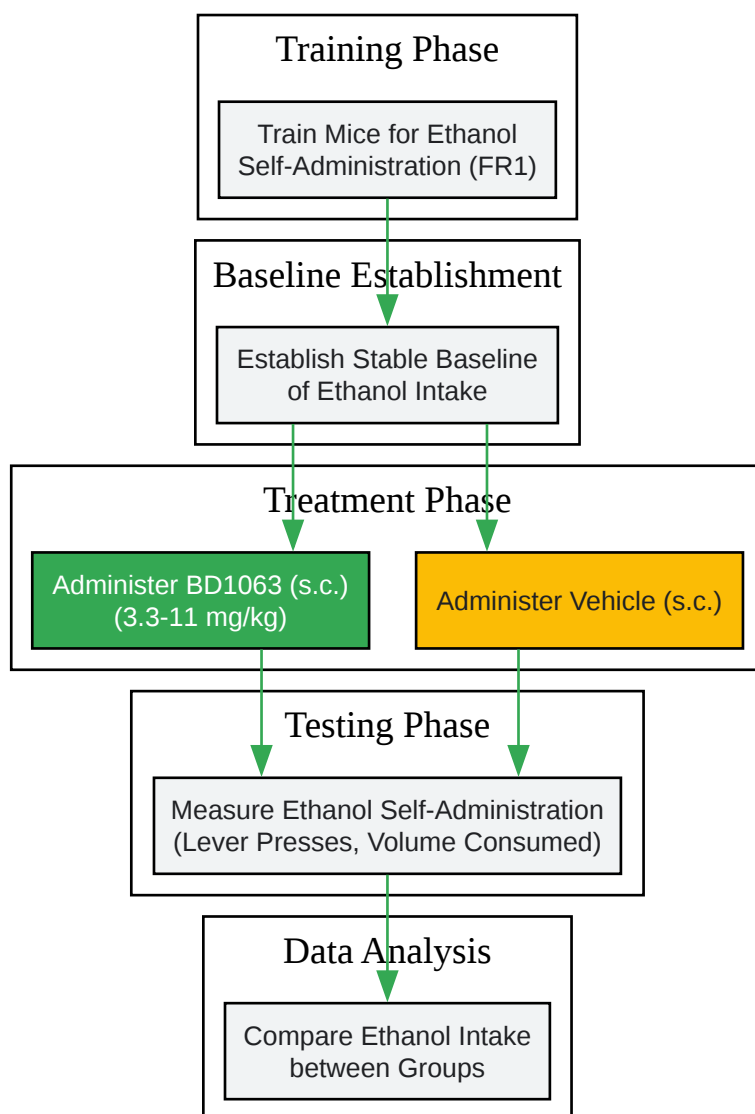 Training Phase
Train Mice for Ethanol
Self-Administration (FR1)
Baseline Establishment
Establish Stable Baseline
of Ethanol Intake
Treatment Phase
Administer BD1063 (s.c.)
(3.3-11 mg/kg)
Administer Vehicle (s.c.)
Testing Phase
Measure Ethanol Self-Administration
(Lever Presses, Volume Consumed)
Data Analysis
Compare Ethanol Intake
between Groups